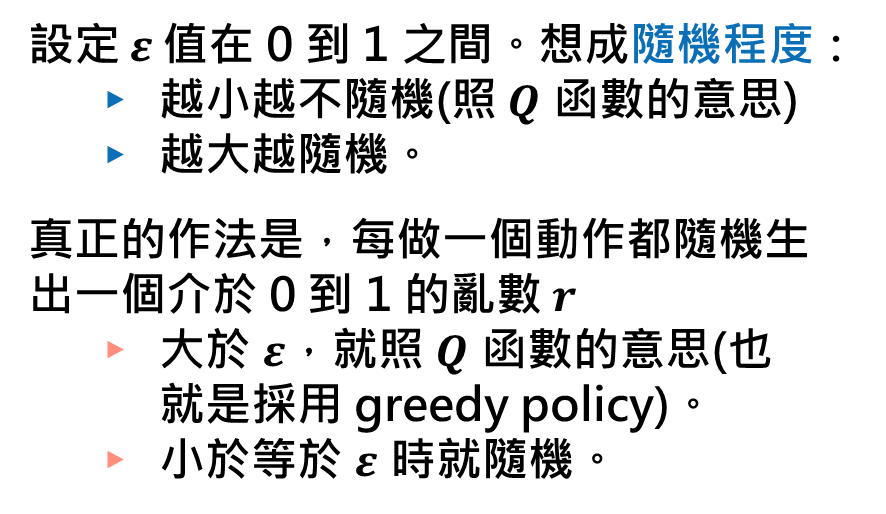 設定 ε 值在 0 到 1 之間。想成隨機程度：
▸ 越小越不隨機(照 Q 函數的意思)
▸ 越大越隨機。
真正的作法是，每做一個動作都隨機生
出一個介於 0 到 1 的亂數 r
▸ 大於 ε，就照 Q 函數的意思(也
就是採用 greedy policy)。
▸ 小於等於 ε 時就隨機。